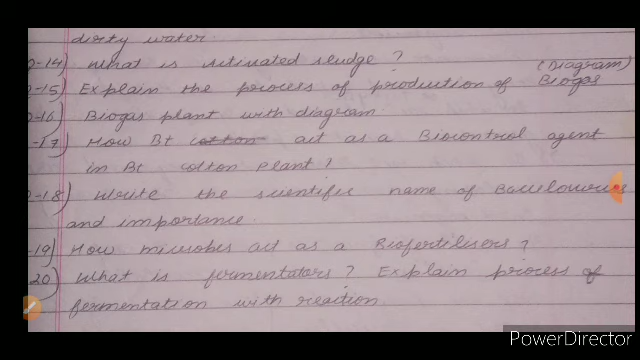 dirty water
Q-14) What is activated sludge?
(Diagram)
Q-15) Explain the process of production of Biogas
Q-16) Biogas plant with diagram
-17) How Bt cotton act as a Biocontrol agent
in Bt cotton Plant?
Q-18) Write the scientific name of Baculoviruses
and importance
-19) How microbes act as a Biofertilisers?
20) What is fermentators? Explain process of
fermentation with reaction
PowerDirector